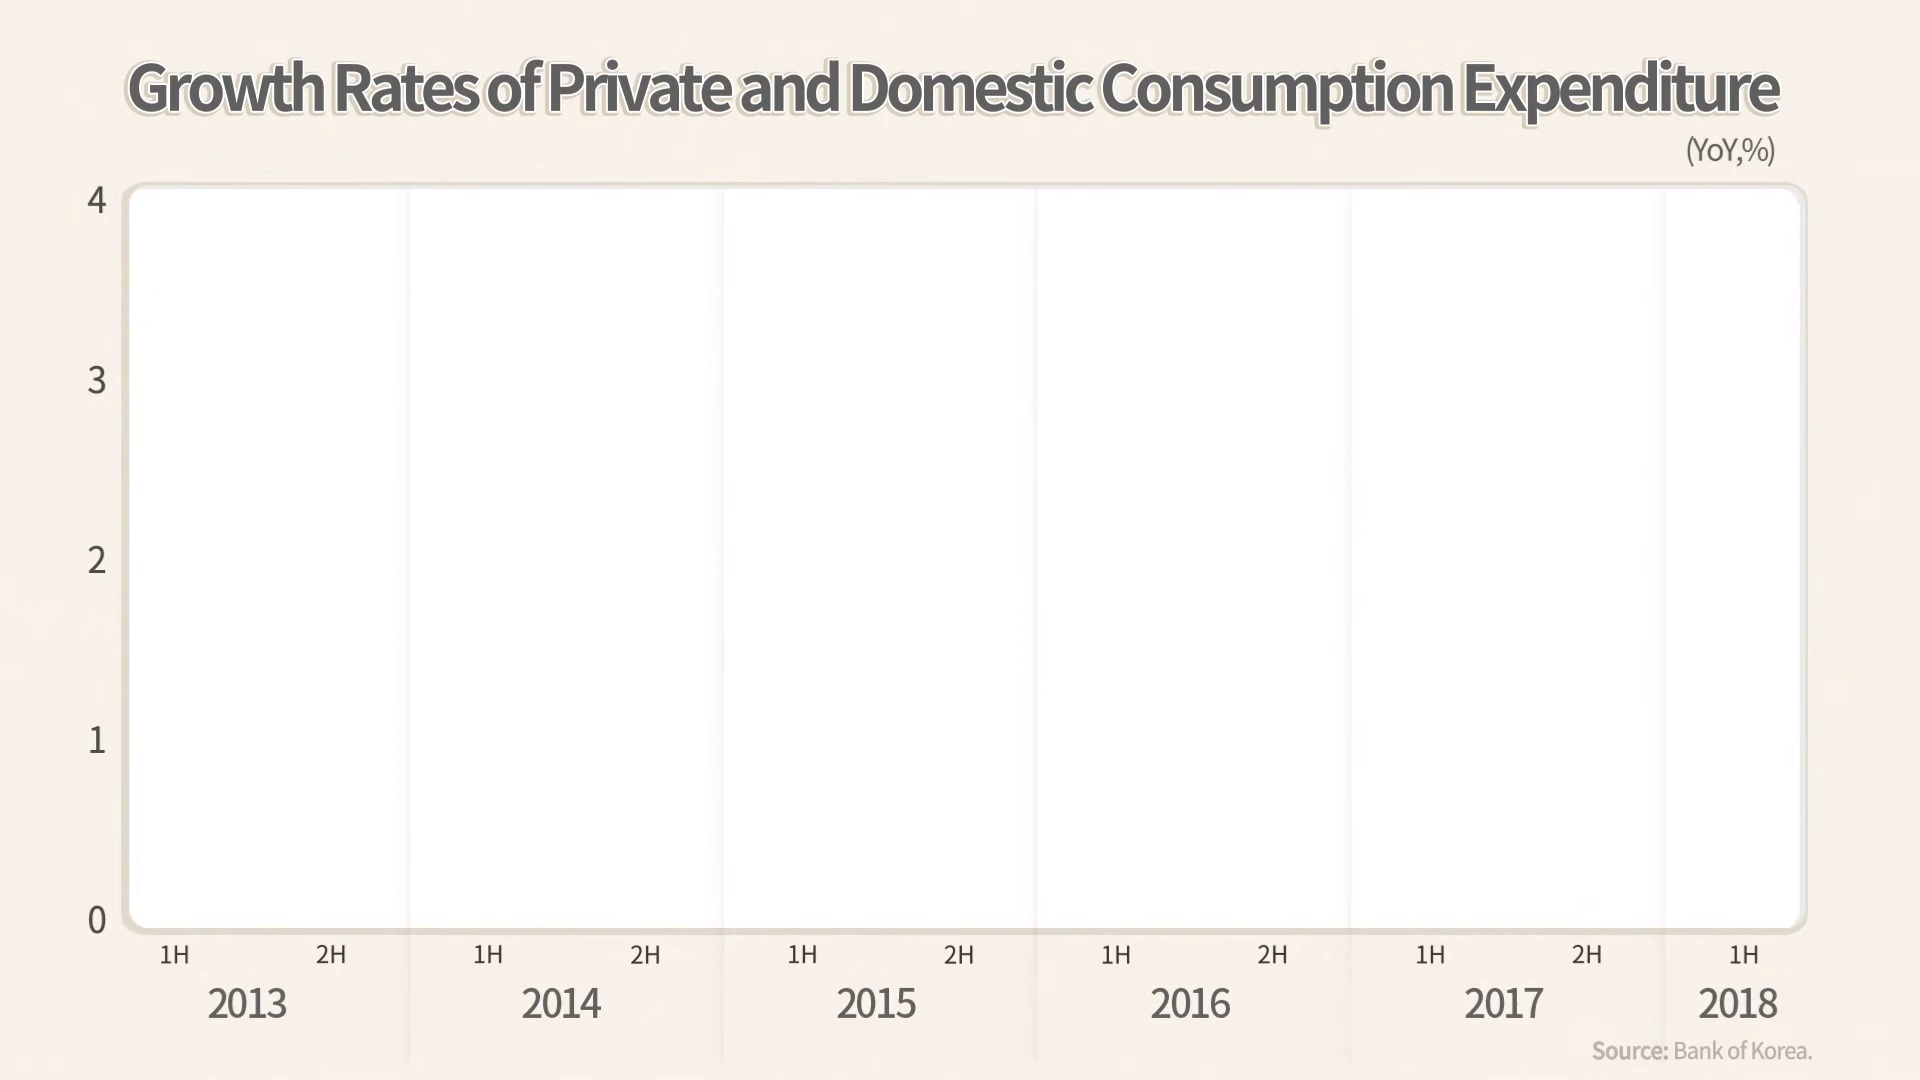 Growth Rates of Private and Domestic Consumption Expenditure
(YoY,%)
4
3
2
1
0
1H 2H 1H 2H 1H 2H 1H 2H 1H 2H 1H
2013 2014 2015 2016 2017 2018
Source: Bank of Korea.